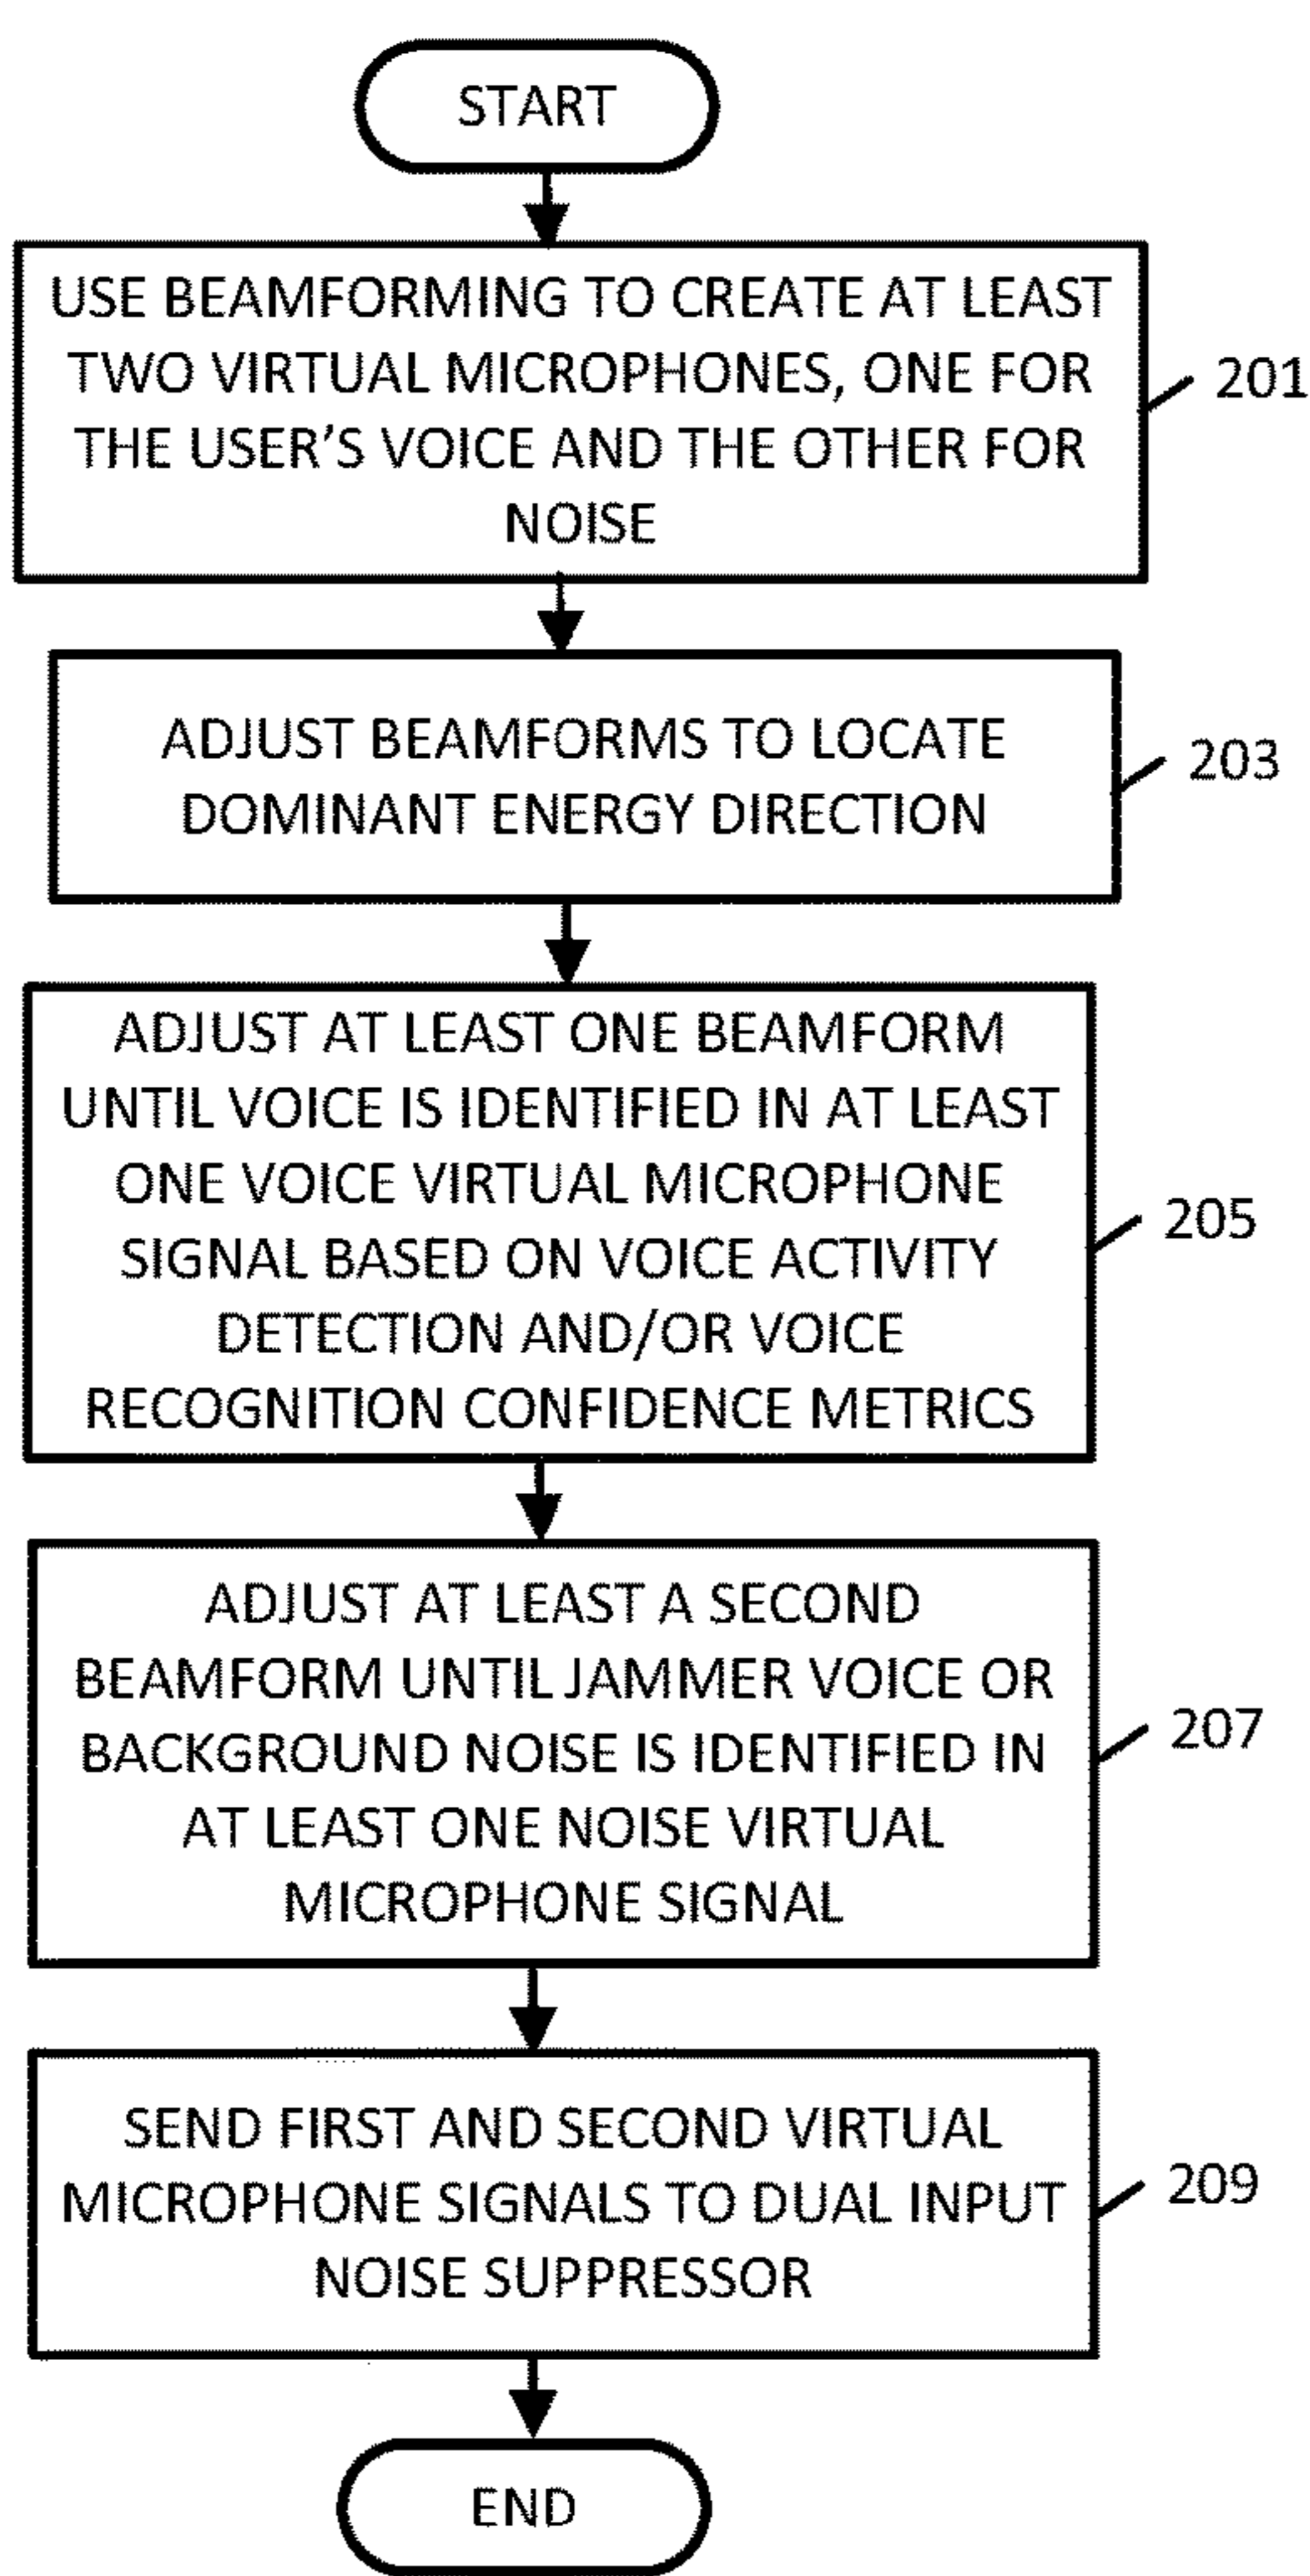 START
USE BEAMFORMING TO CREATE AT LEAST
TWO VIRTUAL MICROPHONES, ONE FOR
THE USER'S VOICE AND THE OTHER FOR
NOISE
201
ADJUST BEAMFORMS TO LOCATE
DOMINANT ENERGY DIRECTION
203
ADJUST AT LEAST ONE BEAMFORM
UNTIL VOICE IS IDENTIFIED IN AT LEAST
ONE VOICE VIRTUAL MICROPHONE
SIGNAL BASED ON VOICE ACTIVITY
DETECTION AND/OR VOICE
RECOGNITION CONFIDENCE METRICS
205
ADJUST AT LEAST A SECOND
BEAMFORM UNTIL JAMMER VOICE OR
BACKGROUND NOISE IS IDENTIFIED IN
AT LEAST ONE NOISE VIRTUAL
MICROPHONE SIGNAL
207
SEND FIRST AND SECOND VIRTUAL
MICROPHONE SIGNALS TO DUAL INPUT
NOISE SUPPRESSOR
209
END